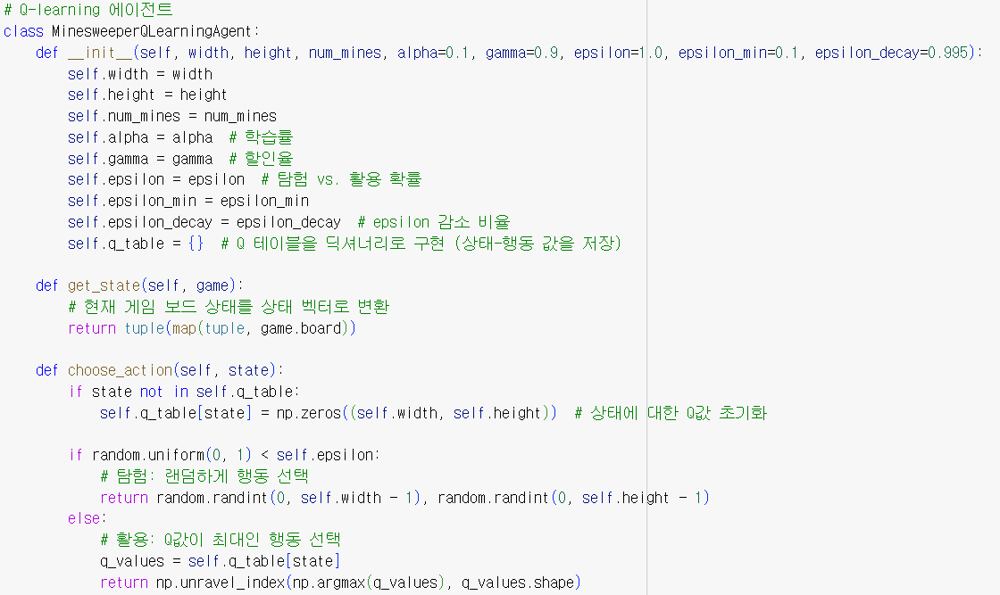 # Q-learning 에이전트
class MinesweeperQLearningAgent:
    def __init__(self, width, height, num_mines, alpha=0.1, gamma=0.9, epsilon=1.0, epsilon_min=0.1, epsilon_decay=0.995):
        self.width = width
        self.height = height
        self.num_mines = num_mines
        self.alpha = alpha  # 학습률
        self.gamma = gamma  # 할인율
        self.epsilon = epsilon  # 탐험 vs. 활용 확률
        self.epsilon_min = epsilon_min
        self.epsilon_decay = epsilon_decay  # epsilon 감소 비율
        self.q_table = {}  # Q 테이블을 딕셔너리로 구현 (상태-행동 값을 저장)
    def get_state(self, game):
        # 현재 게임 보드 상태를 상태 벡터로 변환
        return tuple(map(tuple, game.board))
    def choose_action(self, state):
        if state not in self.q_table:
            self.q_table[state] = np.zeros((self.width, self.height))  # 상태에 대한 Q값 초기화
        if random.uniform(0, 1) < self.epsilon:
            # 탐험: 랜덤하게 행동 선택
            return random.randint(0, self.width - 1), random.randint(0, self.height - 1)
        else:
            # 활용: Q값이 최대인 행동 선택
            q_values = self.q_table[state]
            return np.unravel_index(np.argmax(q_values), q_values.shape)